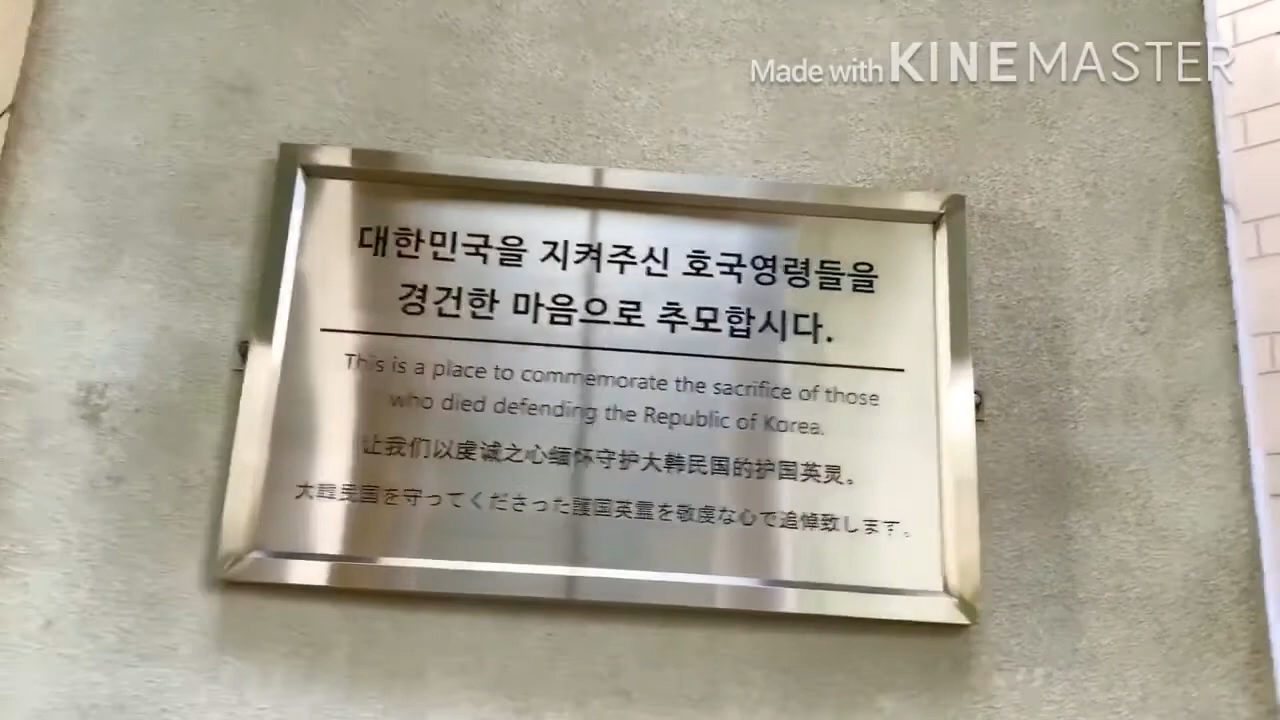 Made with KINEMASTER
대한민국을 지켜주신 호국영령들을
경건한 마음으로 추모합시다.
This is a place to commemorate the sacrifice of those
who died defending the Republic of Korea.
让我们以虔诚之心缅怀守护大韩民国的护国英灵。
大韓民国を守ってくださった護国英霊を敬虔な心で追悼致します。